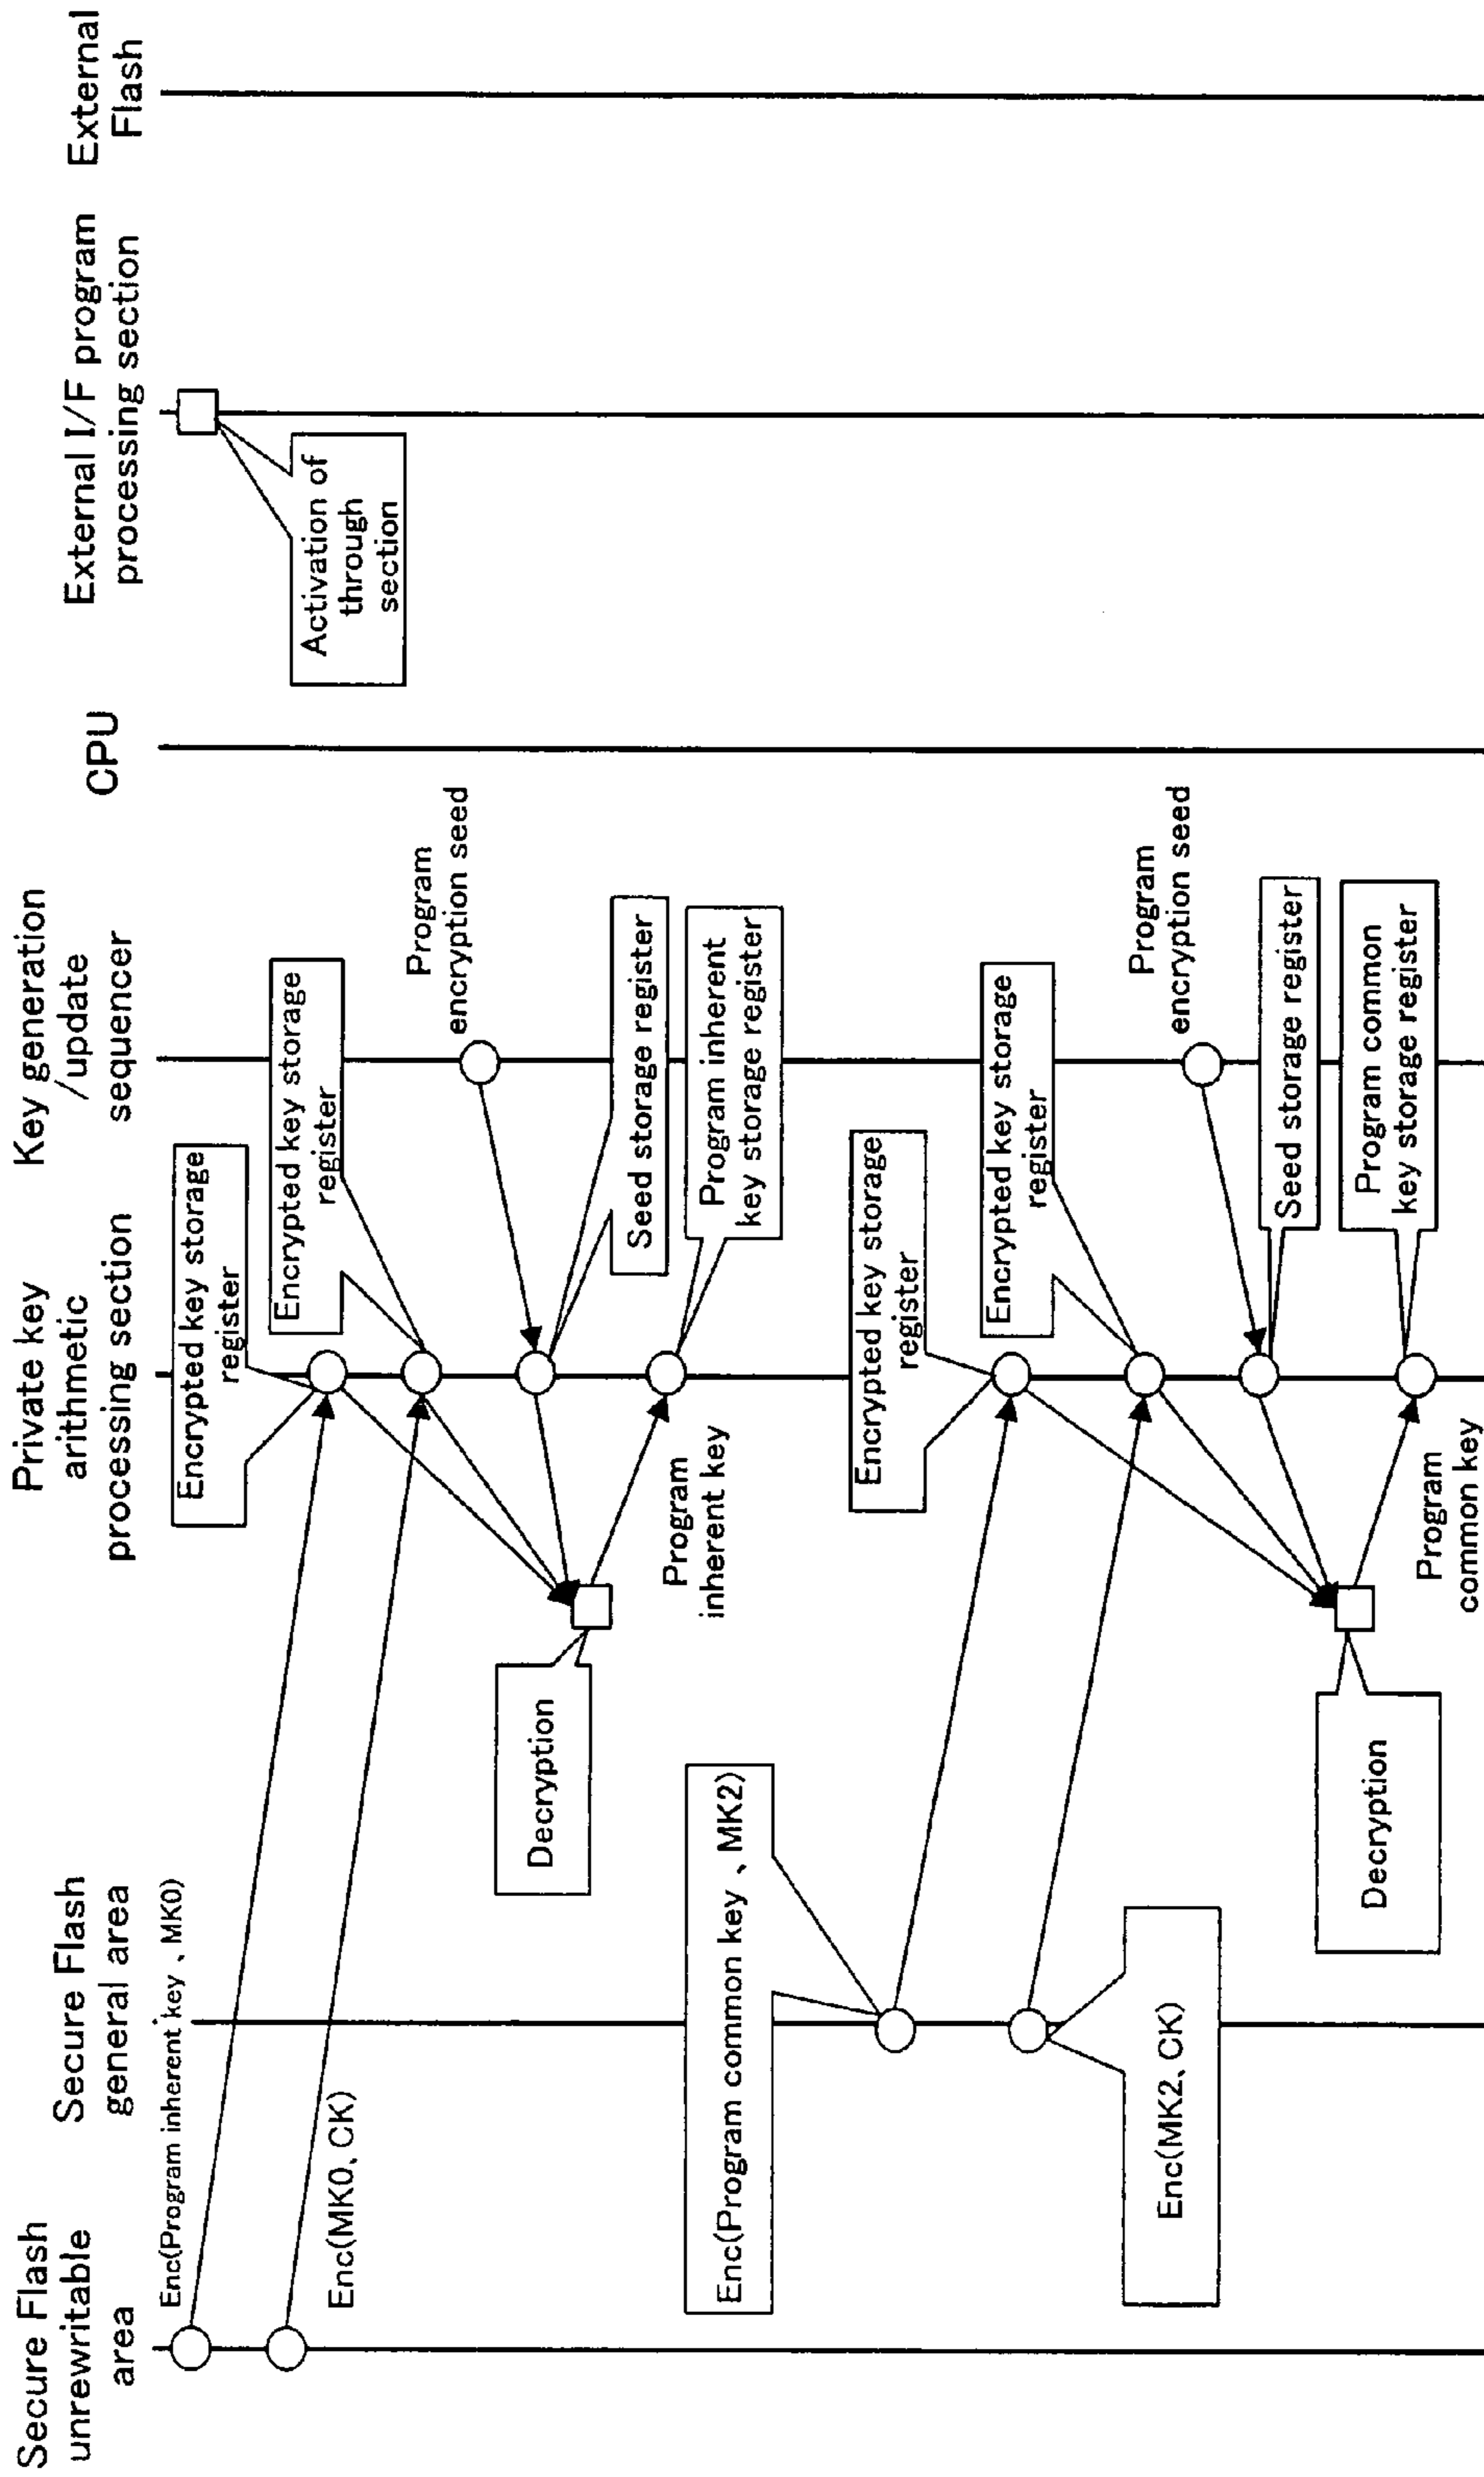 Secure Flash
unrewritable
area
Secure Flash
general area
Private key
arithmetic
processing section
Key generation
/update
sequencer
CPU
External I/F program
processing section
External
Flash
Enc(Program inherent key 、MK0)
Enc(MK0、CK)
Encrypted key storage
register
Encrypted key storage
register
Activation of
through
section
Program
encryption seed
Seed storage register
Decryption
Program
inherent key
Program inherent
key storage register
Enc(Program common key 、MK2)
Enc(MK2、CK)
Encrypted key storage
register
Encrypted key storage
register
Program
encryption seed
Seed storage register
Decryption
Program
common key
Program common
key storage register